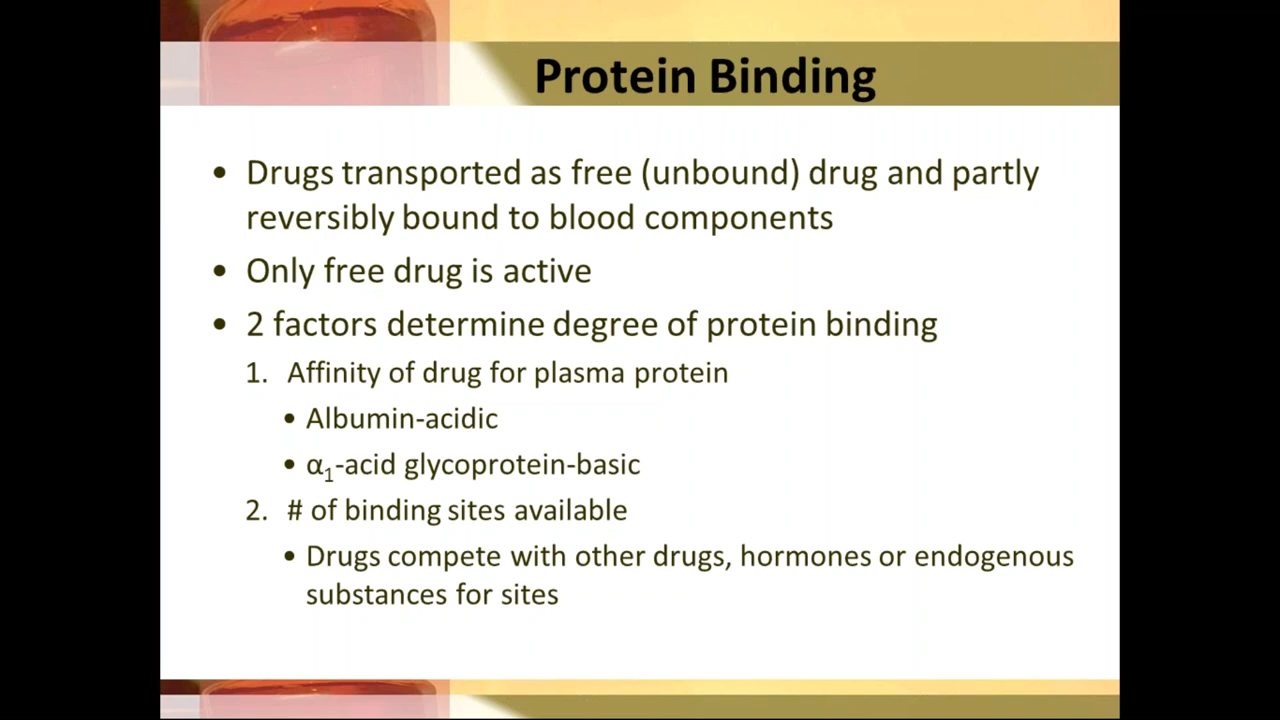 Protein Binding
• Drugs transported as free (unbound) drug and partly
reversibly bound to blood components
• Only free drug is active
• 2 factors determine degree of protein binding
1. Affinity of drug for plasma protein
• Albumin-acidic
• α₁-acid glycoprotein-basic
2. # of binding sites available
• Drugs compete with other drugs, hormones or endogenous
substances for sites